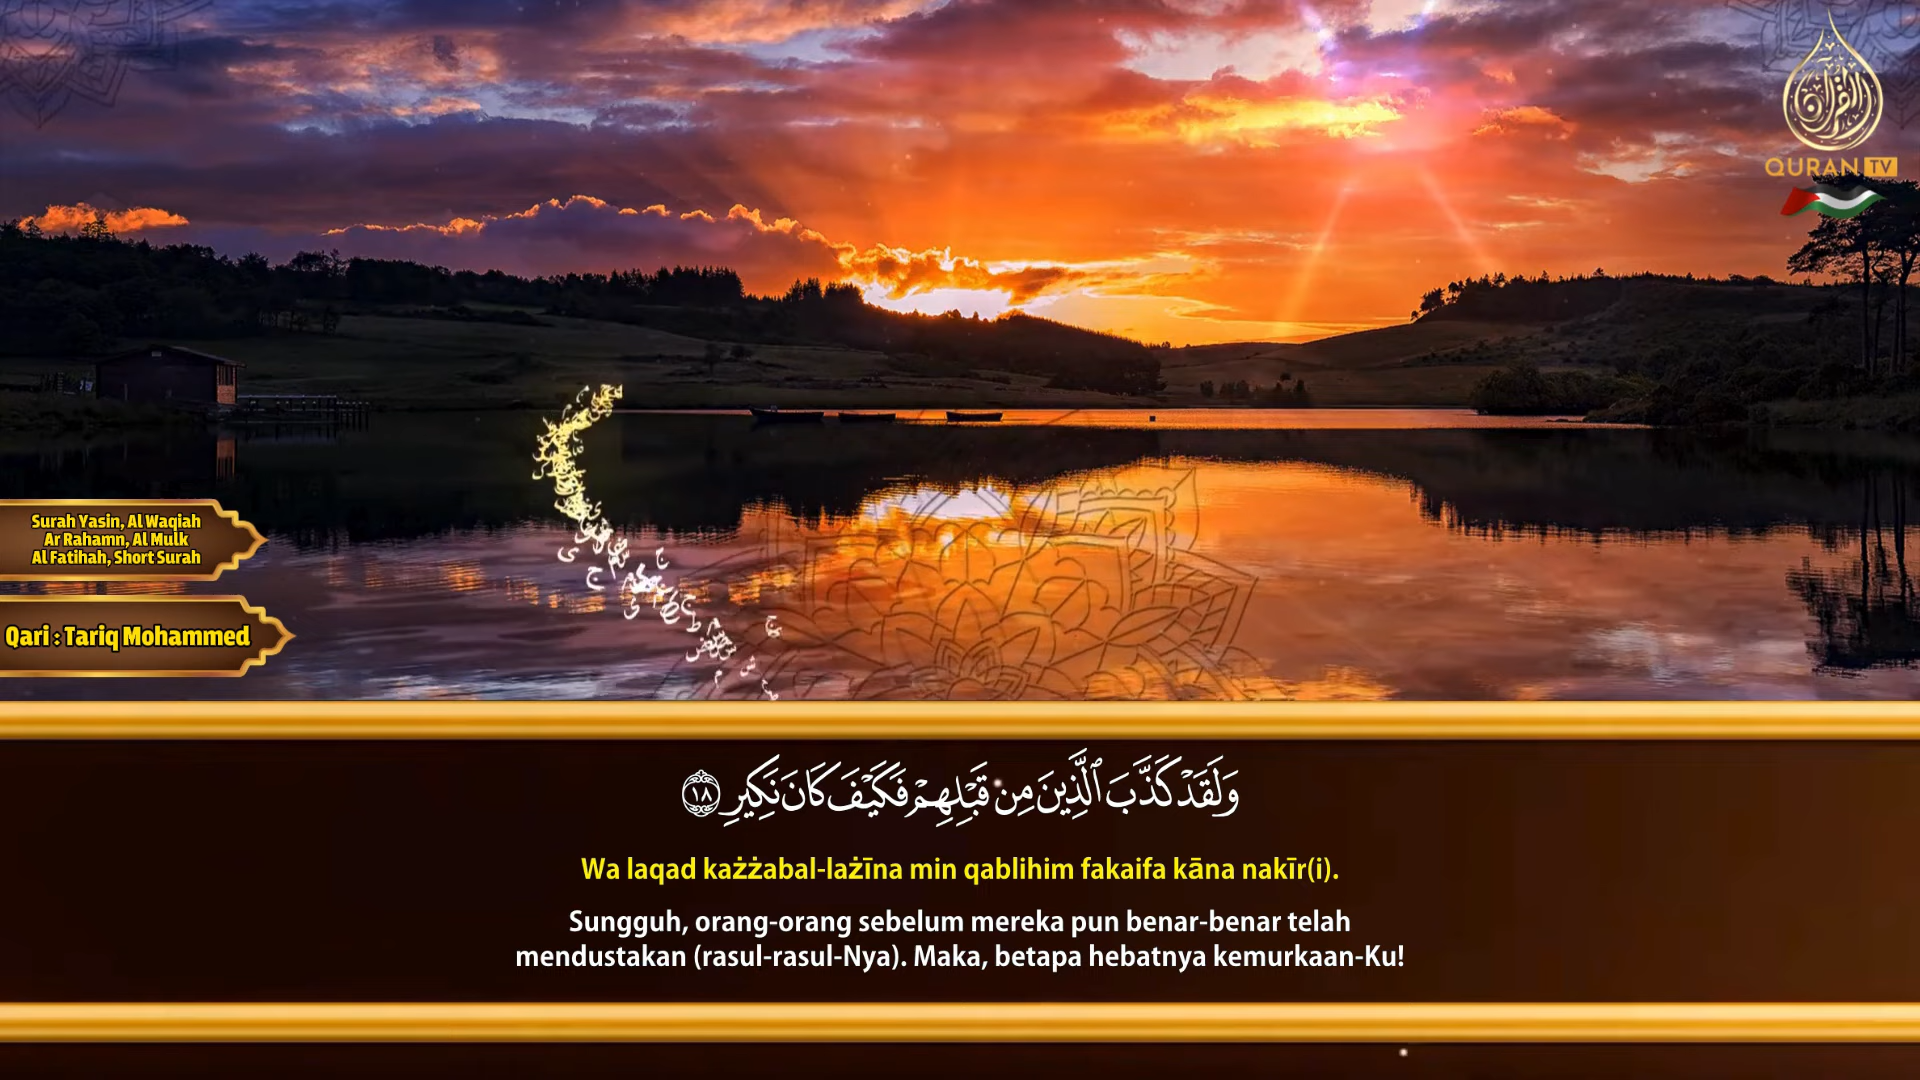 القرآن
QURAN TV
Surah Yasin, Al Waqiah
Ar Rahamn, Al Mulk
Al Fatihah, Short Surah
Qari : Tariq Mohammed
وَلَقَدْ كَذَّبَ ٱلَّذِينَ مِن قَبْلِهِمْ فَكَيْفَ كَانَ نَكِيرِ ١٨
Wa laqad każżabal-lażīna min qablihim fakaifa kāna nakīr(i).
Sungguh, orang-orang sebelum mereka pun benar-benar telah
mendustakan (rasul-rasul-Nya). Maka, betapa hebatnya kemurkaan-Ku!